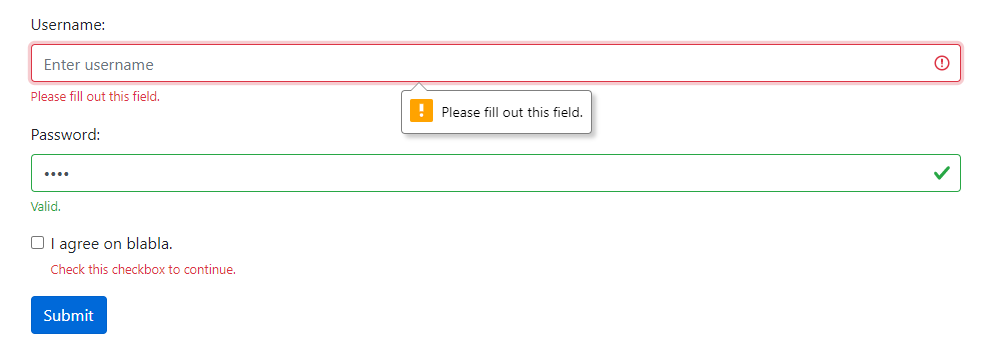 Username:
Enter username
Please fill out this field.
Please fill out this field.
Password:
••••
Valid.
I agree on blabla.
Check this checkbox to continue.
Submit